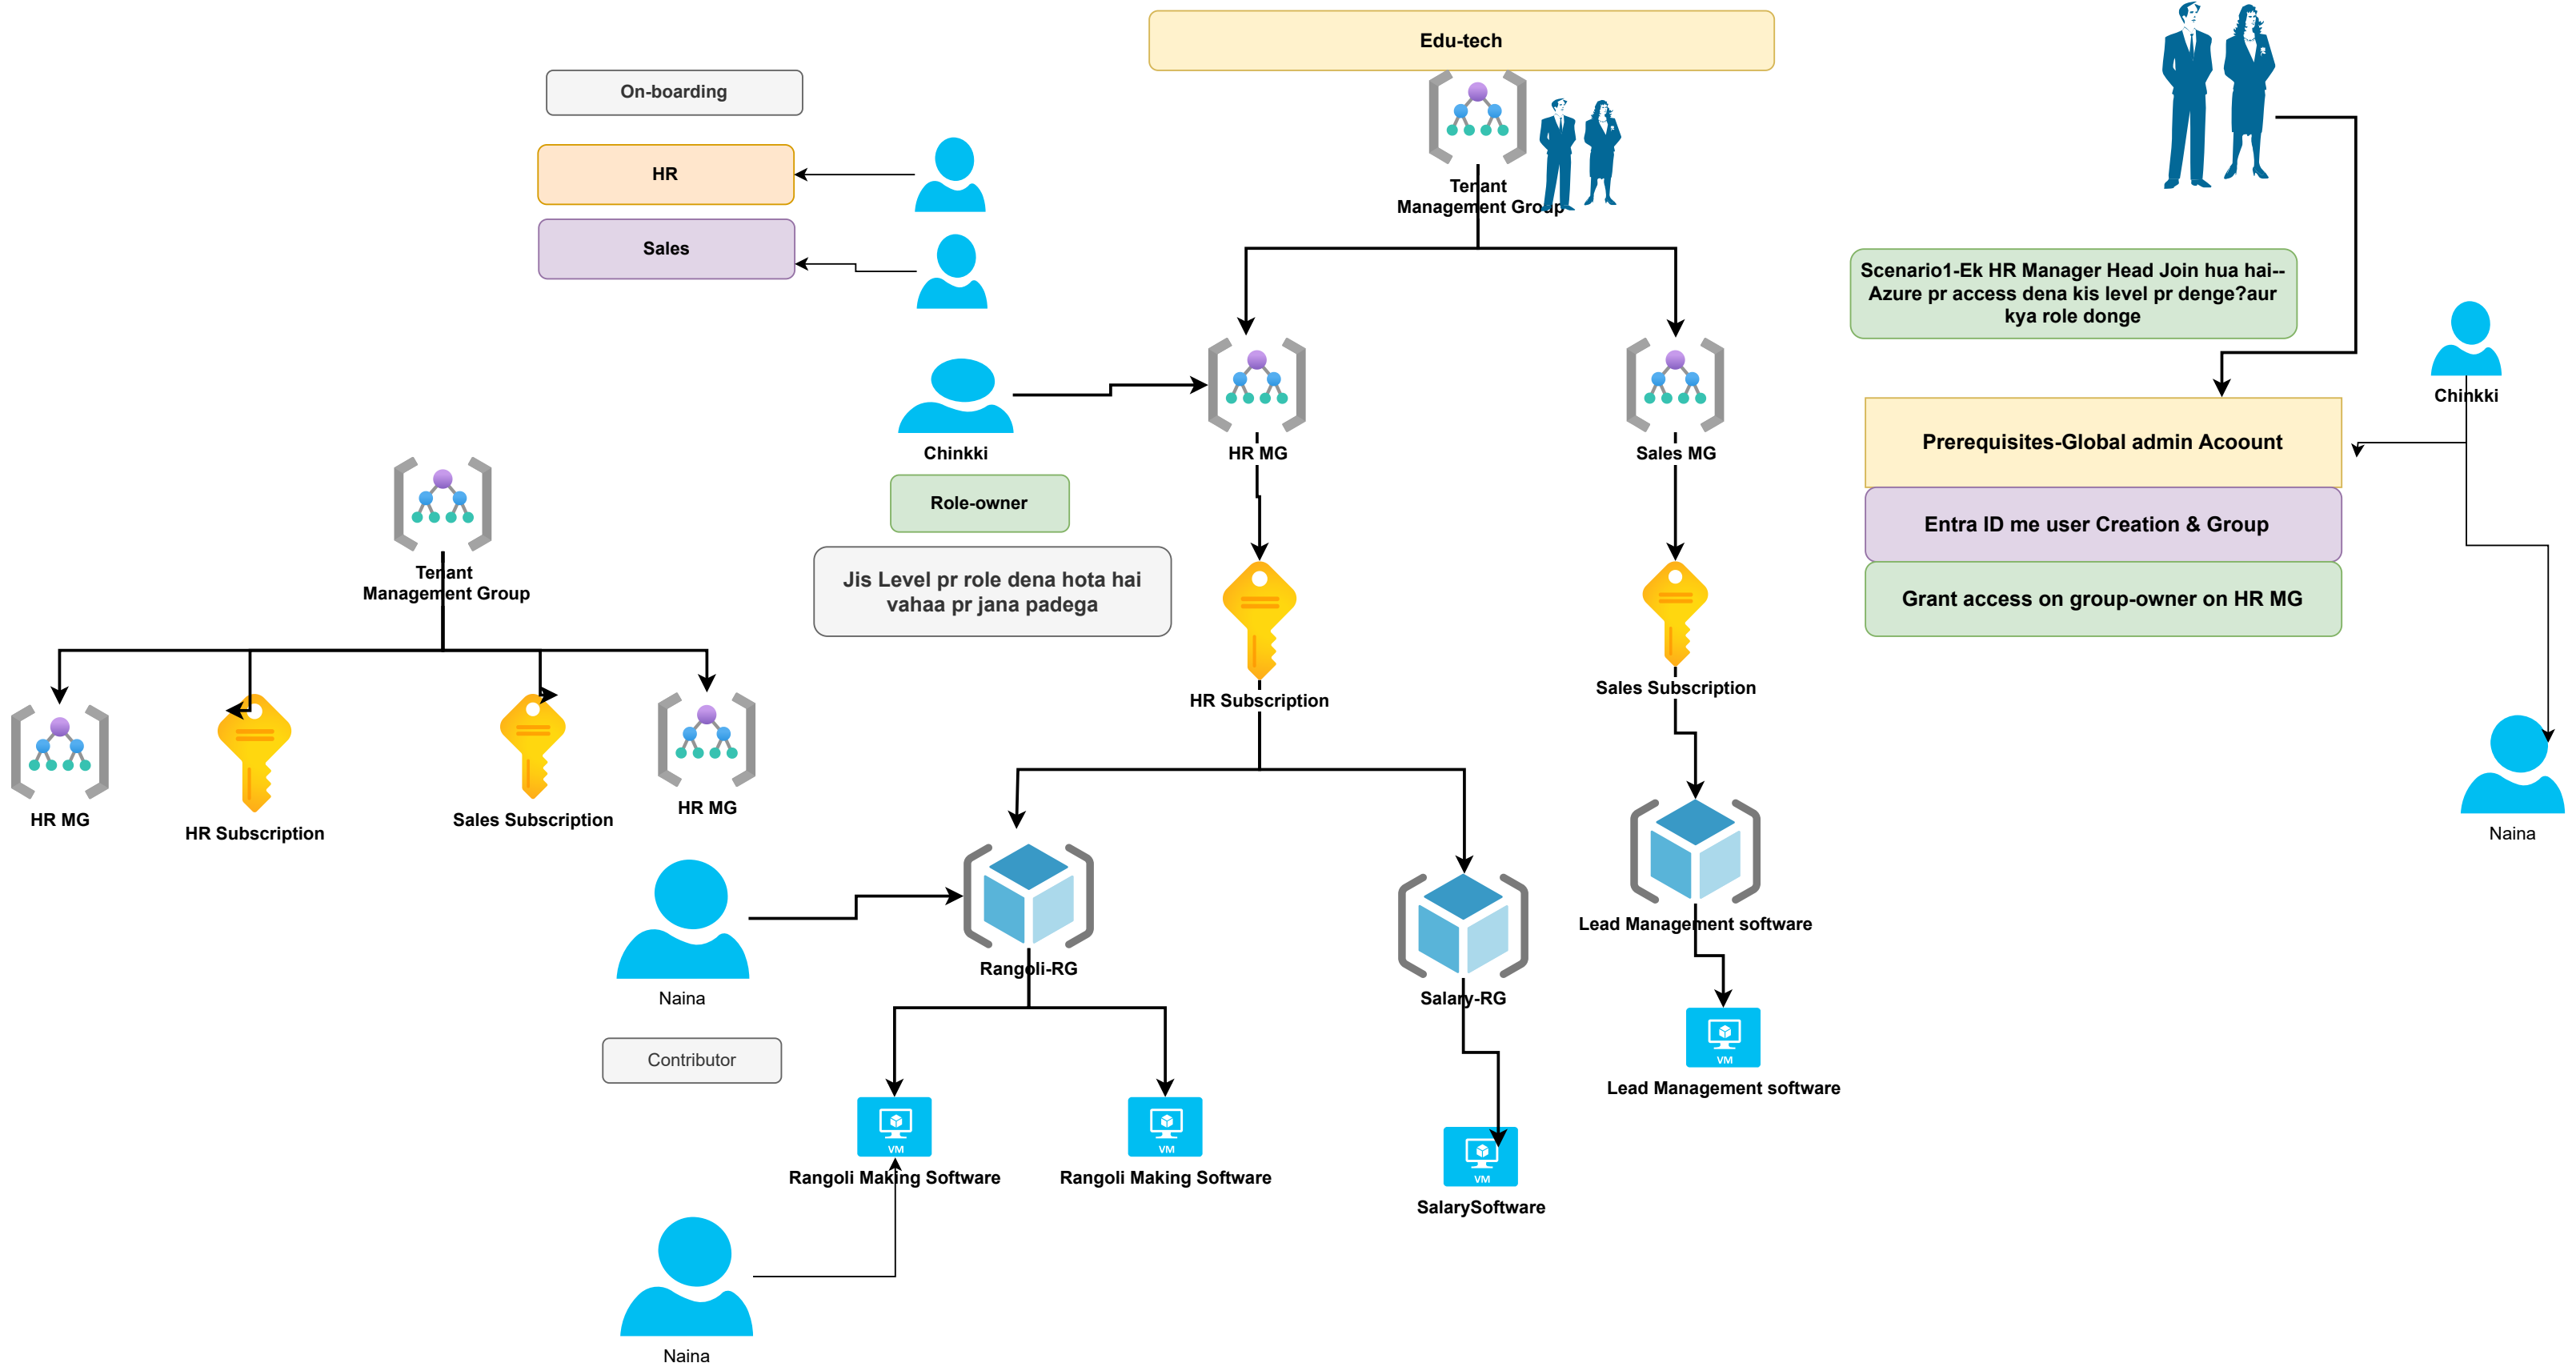 Edu-tech
On-boarding
HR
Sales
Tenant
Management Group
Scenario1-Ek HR Manager Head Join hua hai--
Azure pr access dena kis level pr denge?aur
kya role donge
Chinkki
Prerequisites-Global admin Acoount
Entra ID me user Creation & Group
Grant access on group-owner on HR MG
Chinkki
HR MG
Sales MG
Role-owner
Jis Level pr role dena hota hai
vahaa pr jana padega
Tenant
Management Group
HR Subscription
Sales Subscription
HR MG
HR Subscription
Sales Subscription
HR MG
Naina
Naina
Rangoli-RG
Salary-RG
Lead Management software
Contributor
VM
Lead Management software
VM
Rangoli Making Software
VM
Rangoli Making Software
VM
SalarySoftware
Naina